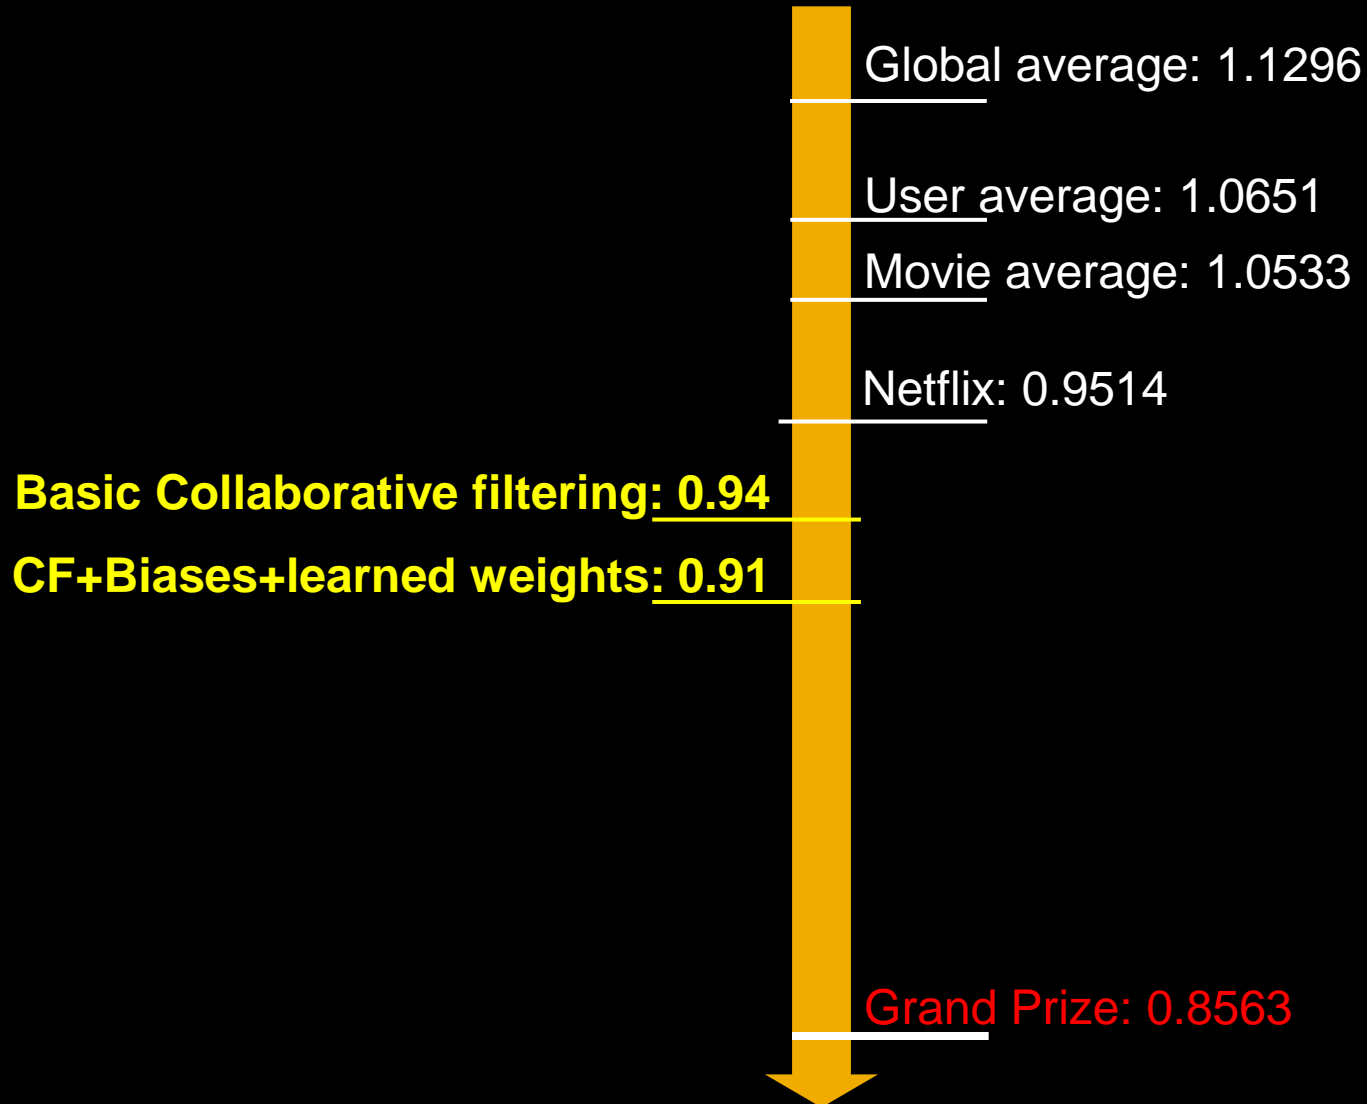 Global average: 1.1296
User average: 1.0651
Movie average: 1.0533
Netflix: 0.9514
Basic Collaborative filtering: 0.94
CF+Biases+learned weights: 0.91
Grand Prize: 0.8563